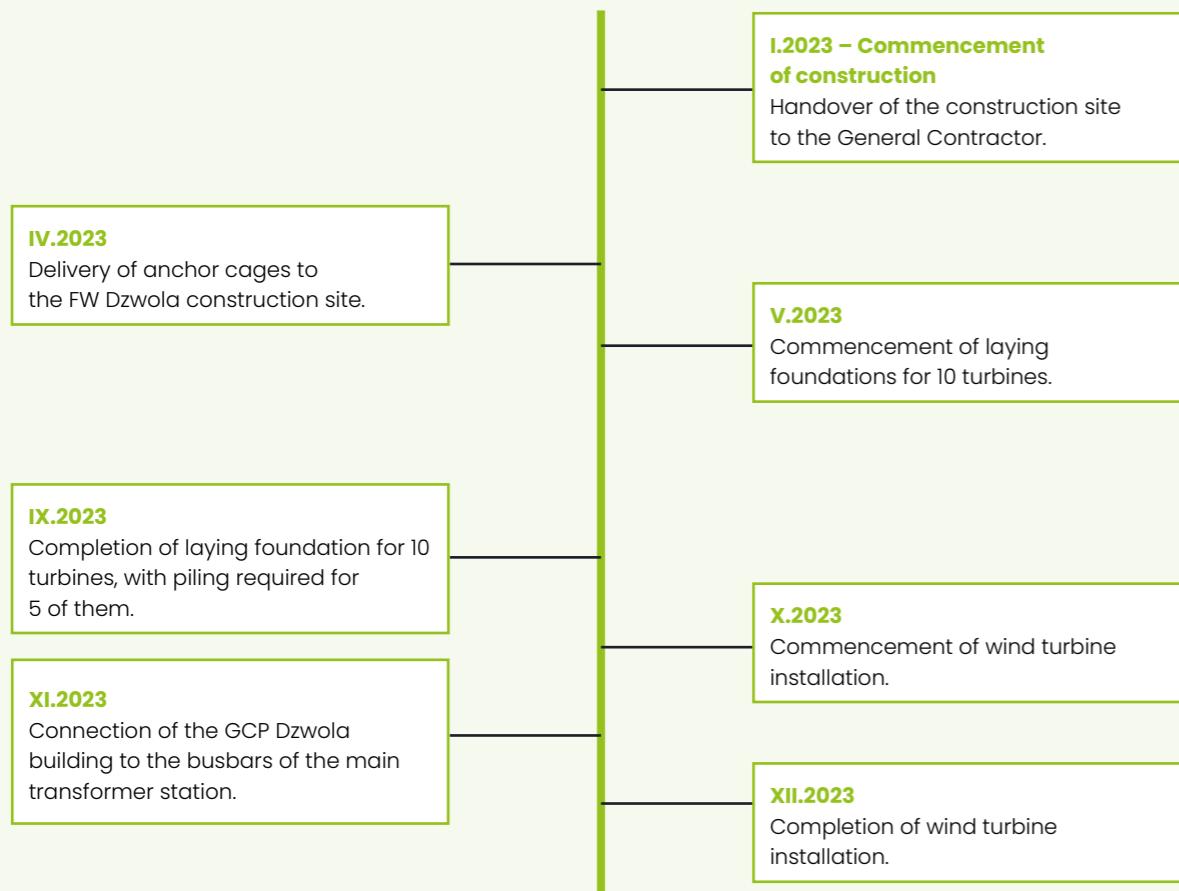 I.2023 – Commencement
of construction
Handover of the construction site
to the General Contractor.
IV.2023
Delivery of anchor cages to
the FW Dzwola construction site.
V.2023
Commencement of laying
foundations for 10 turbines.
IX.2023
Completion of laying foundation for 10
turbines, with piling required for
5 of them.
X.2023
Commencement of wind turbine
installation.
XI.2023
Connection of the GCP Dzwola
building to the busbars of the main
transformer station.
XII.2023
Completion of wind turbine
installation.